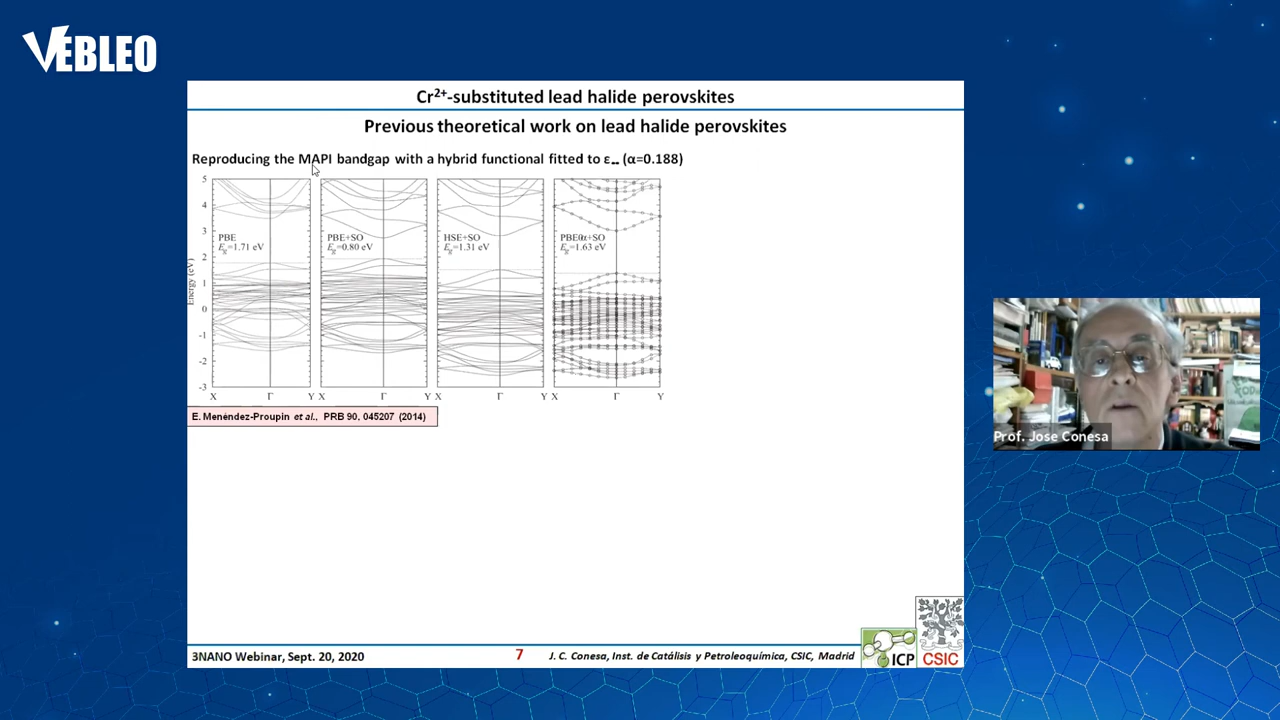 VEBLEO
Cr²⁺-substituted lead halide perovskites
Previous theoretical work on lead halide perovskites
Reproducing the MAPI bandgap with a hybrid functional fitted to ε∞ (α=0.188)
Energy (eV)
5
4
3
2
1
0
-1
-2
-3
PBE
Eg=1.71 eV
PBE+SO
Eg=0.80 eV
HSE+SO
Eg=1.31 eV
PBE0α+SO
Eg=1.63 eV
X Γ Y X Γ Y X Γ Y X Γ Y
E. Menéndez-Proupin et al., PRB 90, 045207 (2014)
Prof. Jose Conesa
3NANO Webinar, Sept. 20, 2020
7
J. C. Conesa, Inst. de Catálisis y Petroleoquímica, CSIC, Madrid
ICP
CSIC